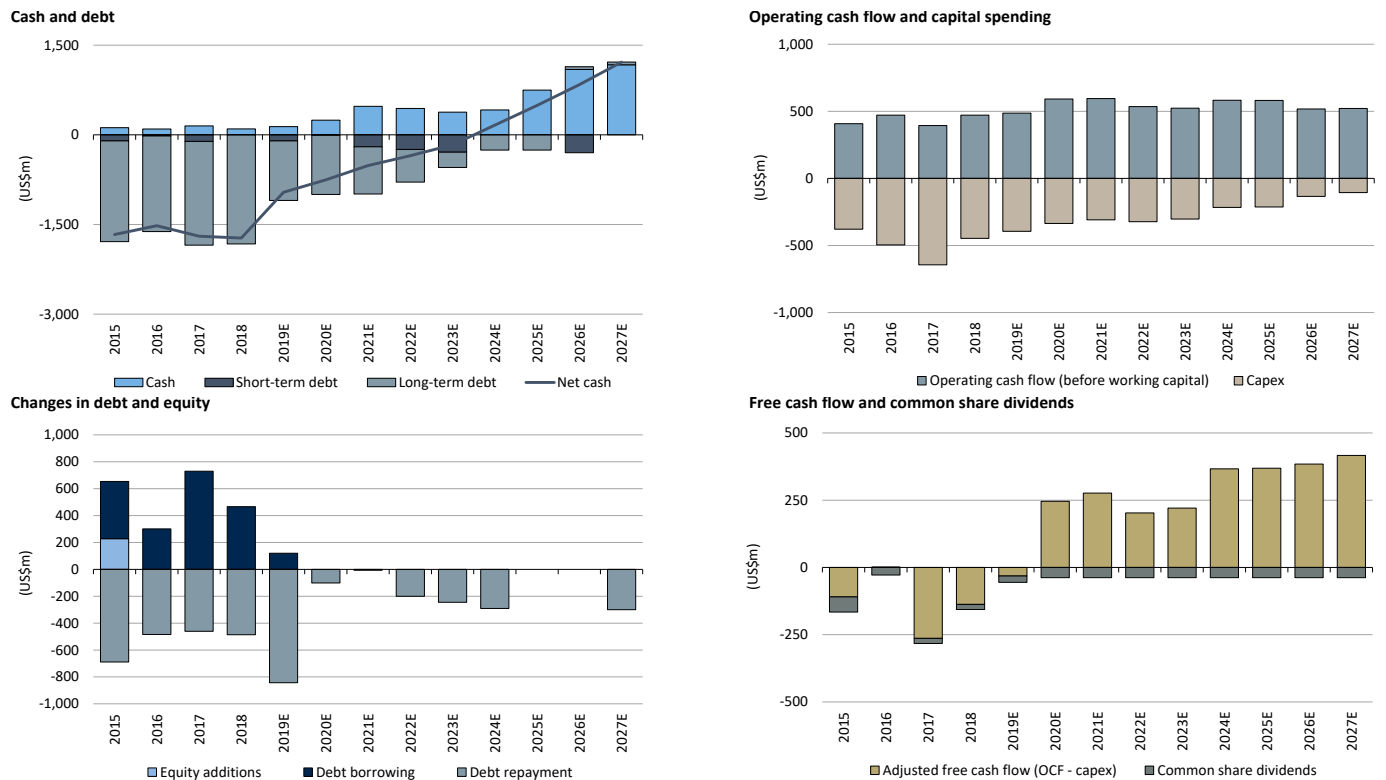 Cash and debt
1,500
0
-1,500
-3,000
(US$m)
2015
2016
2017
2018
2019E
2020E
2021E
2022E
2023E
2024E
2025E
2026E
2027E
Cash
Short-term debt
Long-term debt
Net cash
Operating cash flow and capital spending
1,000
500
0
-500
-1,000
(US$m)
2015
2016
2017
2018
2019E
2020E
2021E
2022E
2023E
2024E
2025E
2026E
2027E
Operating cash flow (before working capital)
Capex
Changes in debt and equity
1,000
800
600
400
200
0
-200
-400
-600
-800
-1,000
(US$m)
2015
2016
2017
2018
2019E
2020E
2021E
2022E
2023E
2024E
2025E
2026E
2027E
Equity additions
Debt borrowing
Debt repayment
Free cash flow and common share dividends
500
250
0
-250
-500
(US$m)
2015
2016
2017
2018
2019E
2020E
2021E
2022E
2023E
2024E
2025E
2026E
2027E
Adjusted free cash flow (OCF - capex)
Common share dividends